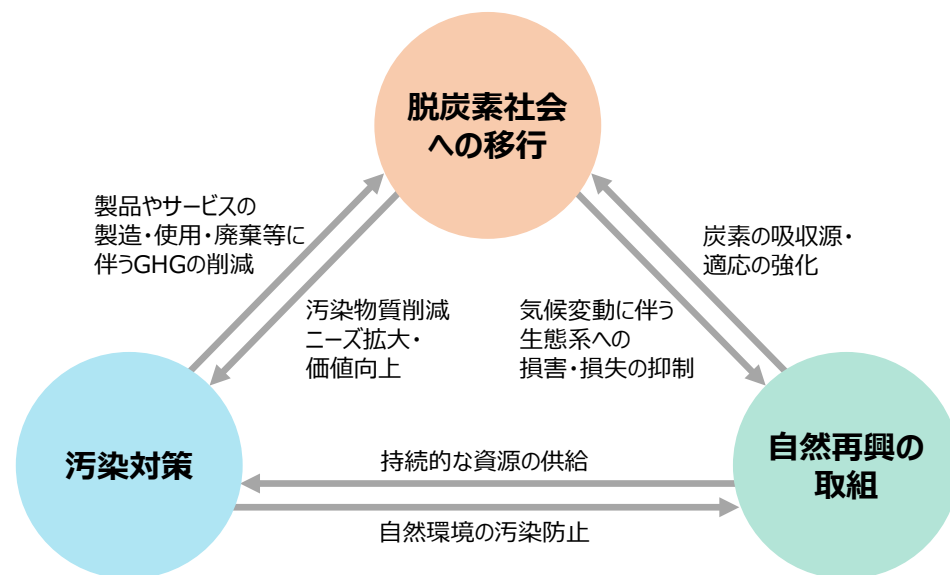 脱炭素社会
への移行
製品やサービスの
製造・使用・廃棄等に
伴うGHGの削減
炭素の吸収源・
適応の強化
汚染物質削減
ニーズ拡大・
価値向上
気候変動に伴う
生態系への
損害・損失の抑制
汚染対策
持続的な資源の供給
自然環境の汚染防止
自然再興の
取組